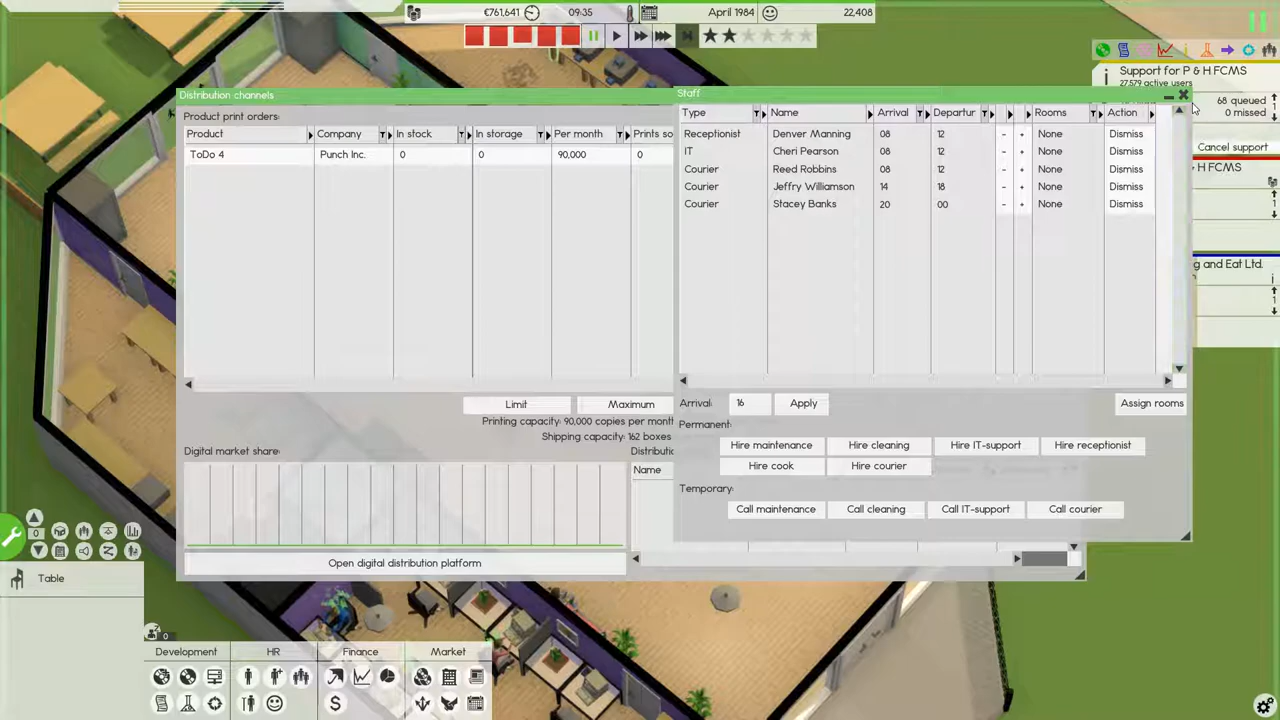 €761,641 09:35 April 1984 22,408
Support for P & H FCMS
27,579 active users
68 queued
0 missed
Cancel support
H FCMS
g and Eat Ltd.
Distribution channels
Product print orders:
Product Company In stock In storage Per month Prints so
ToDo 4 Punch Inc. 0 0 90,000 0
Limit Maximum
Printing capacity: 90,000 copies per mont
Shipping capacity: 162 boxes
Digital market share:
Distributio
Name
Open digital distribution platform
Staff
Type Name Arrival Departur Rooms Action
Receptionist Denver Manning 08 12 - + None Dismiss
IT Cheri Pearson 08 12 - + None Dismiss
Courier Reed Robbins 08 12 - + None Dismiss
Courier Jeffry Williamson 14 18 - + None Dismiss
Courier Stacey Banks 20 00 - + None Dismiss
Arrival: 16 Apply Assign rooms
Permanent:
Hire maintenance Hire cleaning Hire IT-support Hire receptionist
Hire cook Hire courier
Temporary:
Call maintenance Call cleaning Call IT-support Call courier
0
Table
0
Development HR Finance Market